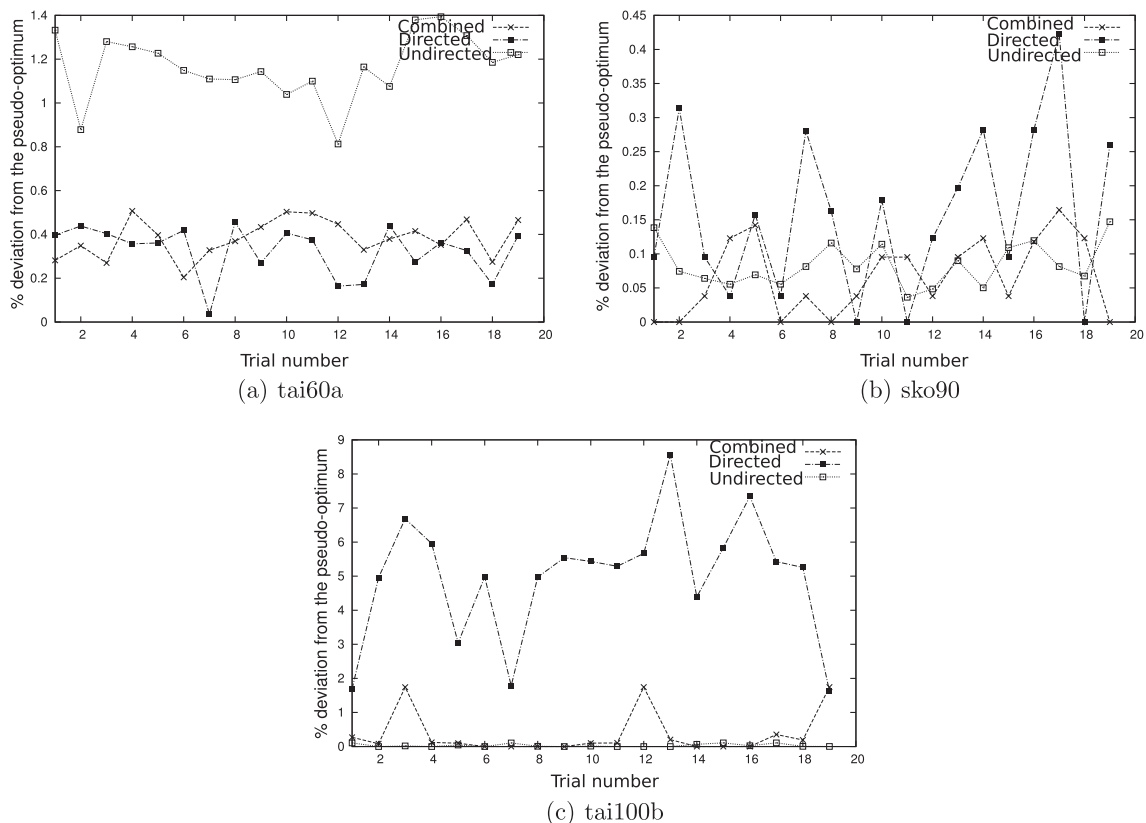 % deviation from the pseudo-optimum
1.4
1.2
1
0.8
0.6
0.4
0.2
0
2 4 6 8 10 12 14 16 18 20
Combined
Directed
Undirected
Trial number
(a) tai60a
% deviation from the pseudo-optimum
0.45
0.4
0.35
0.3
0.25
0.2
0.15
0.1
0.05
0
2 4 6 8 10 12 14 16 18 20
Combined
Directed
Undirected
Trial number
(b) sko90
% deviation from the pseudo-optimum
9
8
7
6
5
4
3
2
1
0
2 4 6 8 10 12 14 16 18 20
Combined
Directed
Undirected
Trial number
(c) tai100b